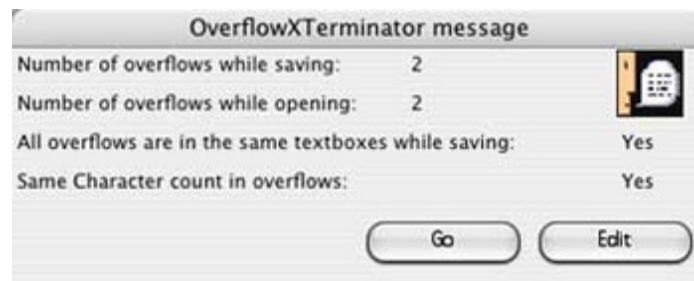 OverflowXTerminator message
Number of overflows while saving: 2
Number of overflows while opening: 2
All overflows are in the same textboxes while saving: Yes
Same Character count in overflows: Yes
Go Edit